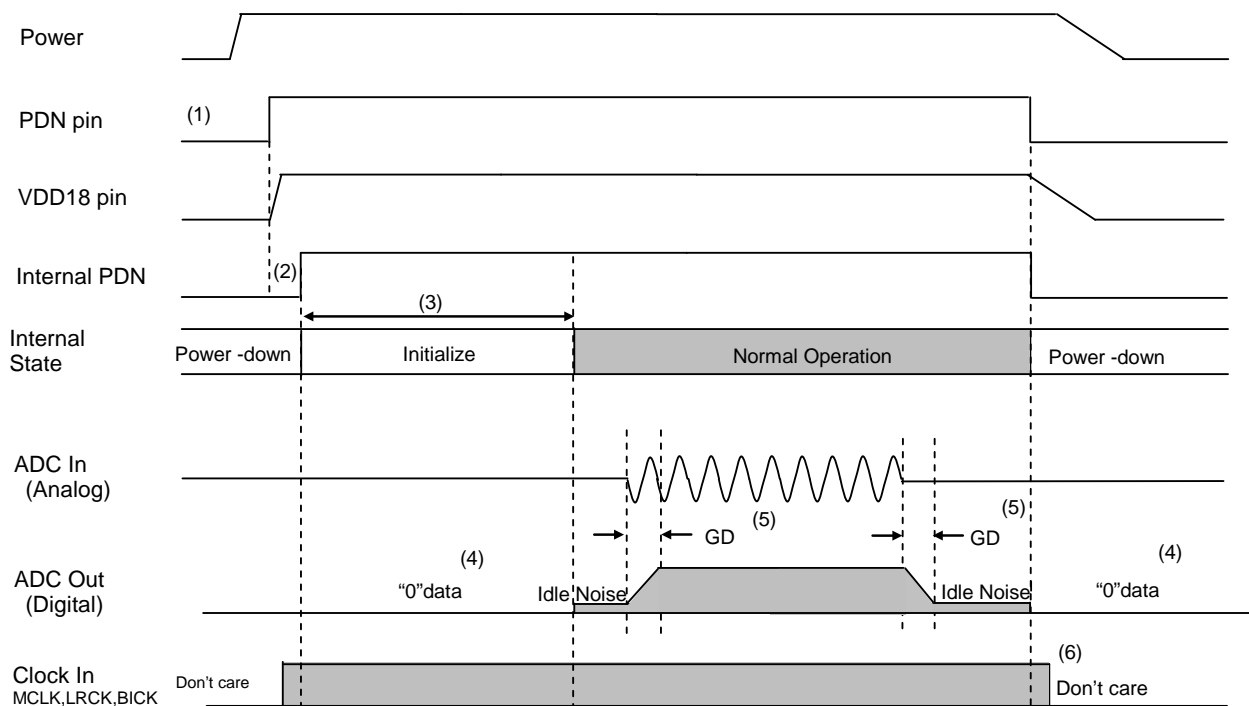 Power
PDN pin
(1)
VDD18 pin
Internal PDN
(2)
(3)
Internal
State
Power -down
Initialize
Normal Operation
Power -down
ADC In
(Analog)
(5)
(5)
GD
GD
ADC Out
(Digital)
(4)
“0”data
Idle Noise
Idle Noise
(4)
“0”data
Clock In
MCLK,LRCK,BICK
Don’t care
(6)
Don’t care